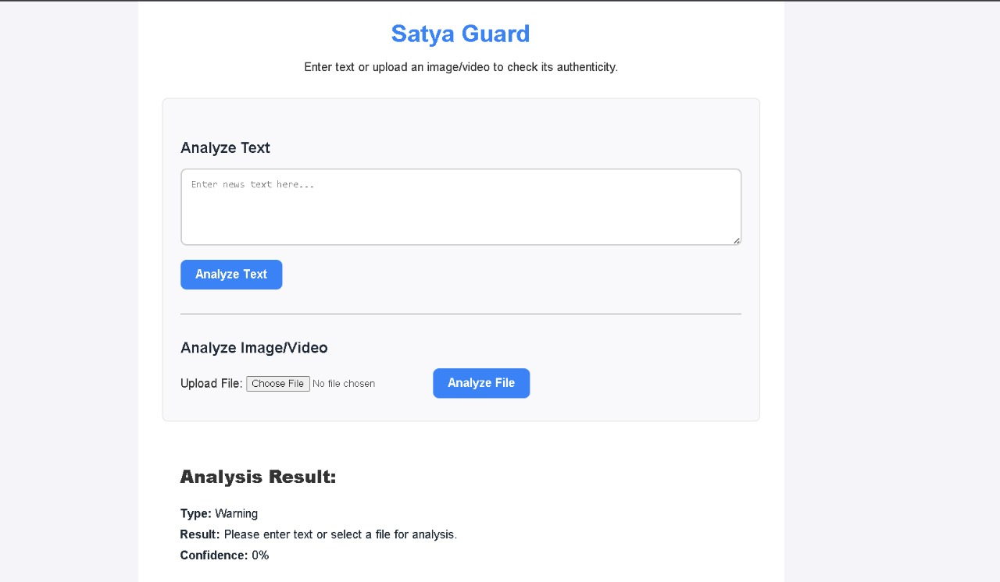 Satya Guard
Enter text or upload an image/video to check its authenticity.
Analyze Text
Enter news text here...
Analyze Text
Analyze Image/Video
Upload File: Choose File No file chosen Analyze File
Analysis Result:
Type: Warning
Result: Please enter text or select a file for analysis.
Confidence: 0%